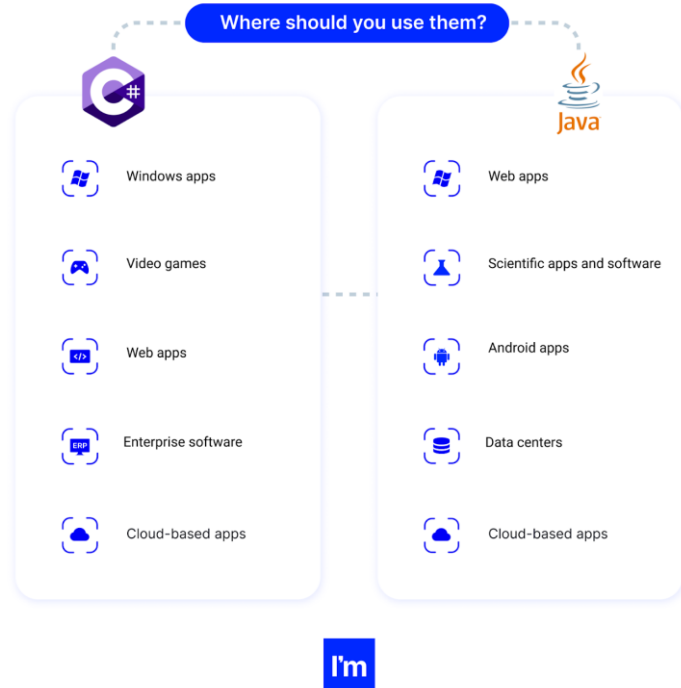 Where should you use them?
C#
Java
Windows apps
Video games
</>
Web apps
ERP
Enterprise software
Cloud-based apps
Web apps
Scientific apps and software
Android apps
Data centers
Cloud-based apps
I'm